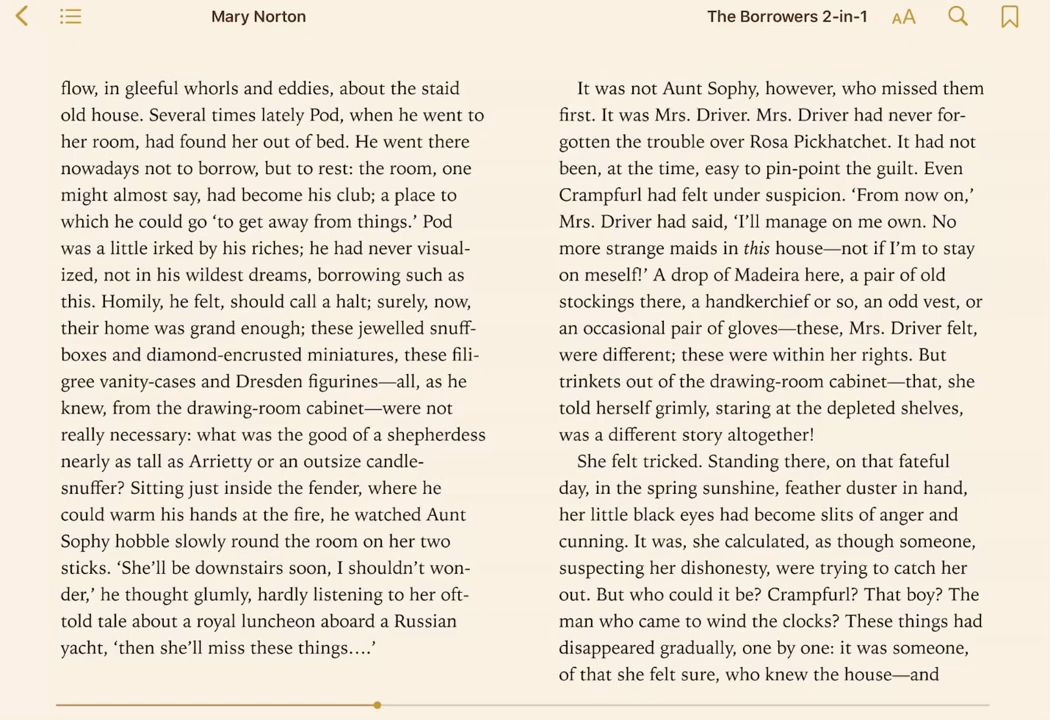 Mary Norton
The Borrowers 2-in-1
AA
flow, in gleeful whorls and eddies, about the staid
old house. Several times lately Pod, when he went to
her room, had found her out of bed. He went there
nowadays not to borrow, but to rest: the room, one
might almost say, had become his club; a place to
which he could go ‘to get away from things.’ Pod
was a little irked by his riches; he had never visual-
ized, not in his wildest dreams, borrowing such as
this. Homily, he felt, should call a halt; surely, now,
their home was grand enough; these jewelled snuff-
boxes and diamond-encrusted miniatures, these fili-
gree vanity-cases and Dresden figurines—all, as he
knew, from the drawing-room cabinet—were not
really necessary: what was the good of a shepherdess
nearly as tall as Arrietty or an outsize candle-
snuffer? Sitting just inside the fender, where he
could warm his hands at the fire, he watched Aunt
Sophy hobble slowly round the room on her two
sticks. ‘She’ll be downstairs soon, I shouldn’t won-
der,’ he thought glumly, hardly listening to her oft-
told tale about a royal luncheon aboard a Russian
yacht, ‘then she’ll miss these things....’
It was not Aunt Sophy, however, who missed them
first. It was Mrs. Driver. Mrs. Driver had never for-
gotten the trouble over Rosa Pickhatchet. It had not
been, at the time, easy to pin-point the guilt. Even
Crampfurl had felt under suspicion. ‘From now on,’
Mrs. Driver had said, ‘I’ll manage on me own. No
more strange maids in this house—not if I’m to stay
on meself!’ A drop of Madeira here, a pair of old
stockings there, a handkerchief or so, an odd vest, or
an occasional pair of gloves—these, Mrs. Driver felt,
were different; these were within her rights. But
trinkets out of the drawing-room cabinet—that, she
told herself grimly, staring at the depleted shelves,
was a different story altogether!
She felt tricked. Standing there, on that fateful
day, in the spring sunshine, feather duster in hand,
her little black eyes had become slits of anger and
cunning. It was, she calculated, as though someone,
suspecting her dishonesty, were trying to catch her
out. But who could it be? Crampfurl? That boy? The
man who came to wind the clocks? These things had
disappeared gradually, one by one: it was someone,
of that she felt sure, who knew the house—and